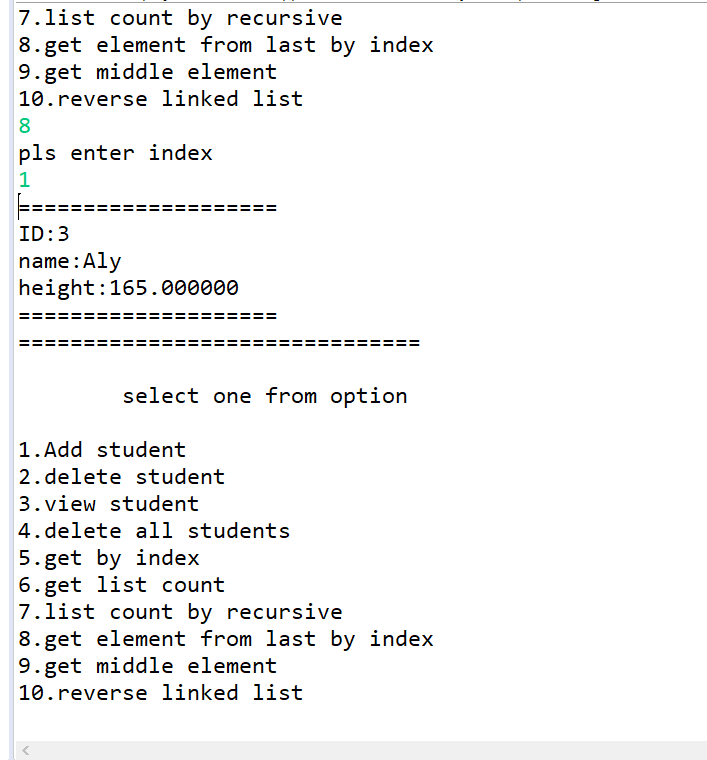 7.list count by recursive
8.get element from last by index
9.get middle element
10.reverse linked list
8
pls enter index
1
====================
ID:3
name:Aly
height:165.000000
====================
===============================
select one from option
1.Add student
2.delete student
3.view student
4.delete all students
5.get by index
6.get list count
7.list count by recursive
8.get element from last by index
9.get middle element
10.reverse linked list